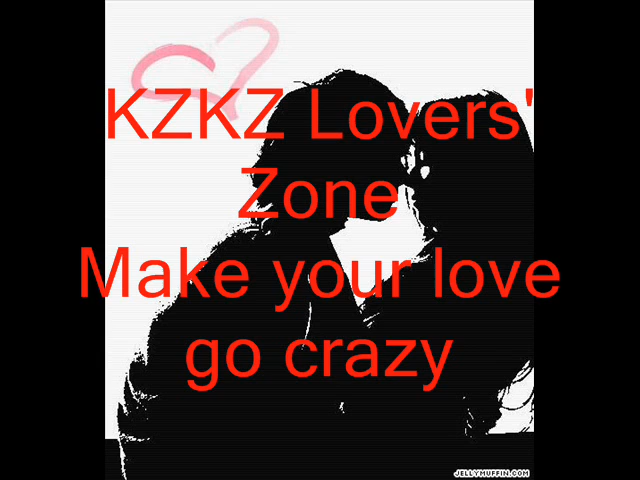 KZKZ Lovers'
Zone
Make your love
go crazy
JELLYMUFFIN.COM